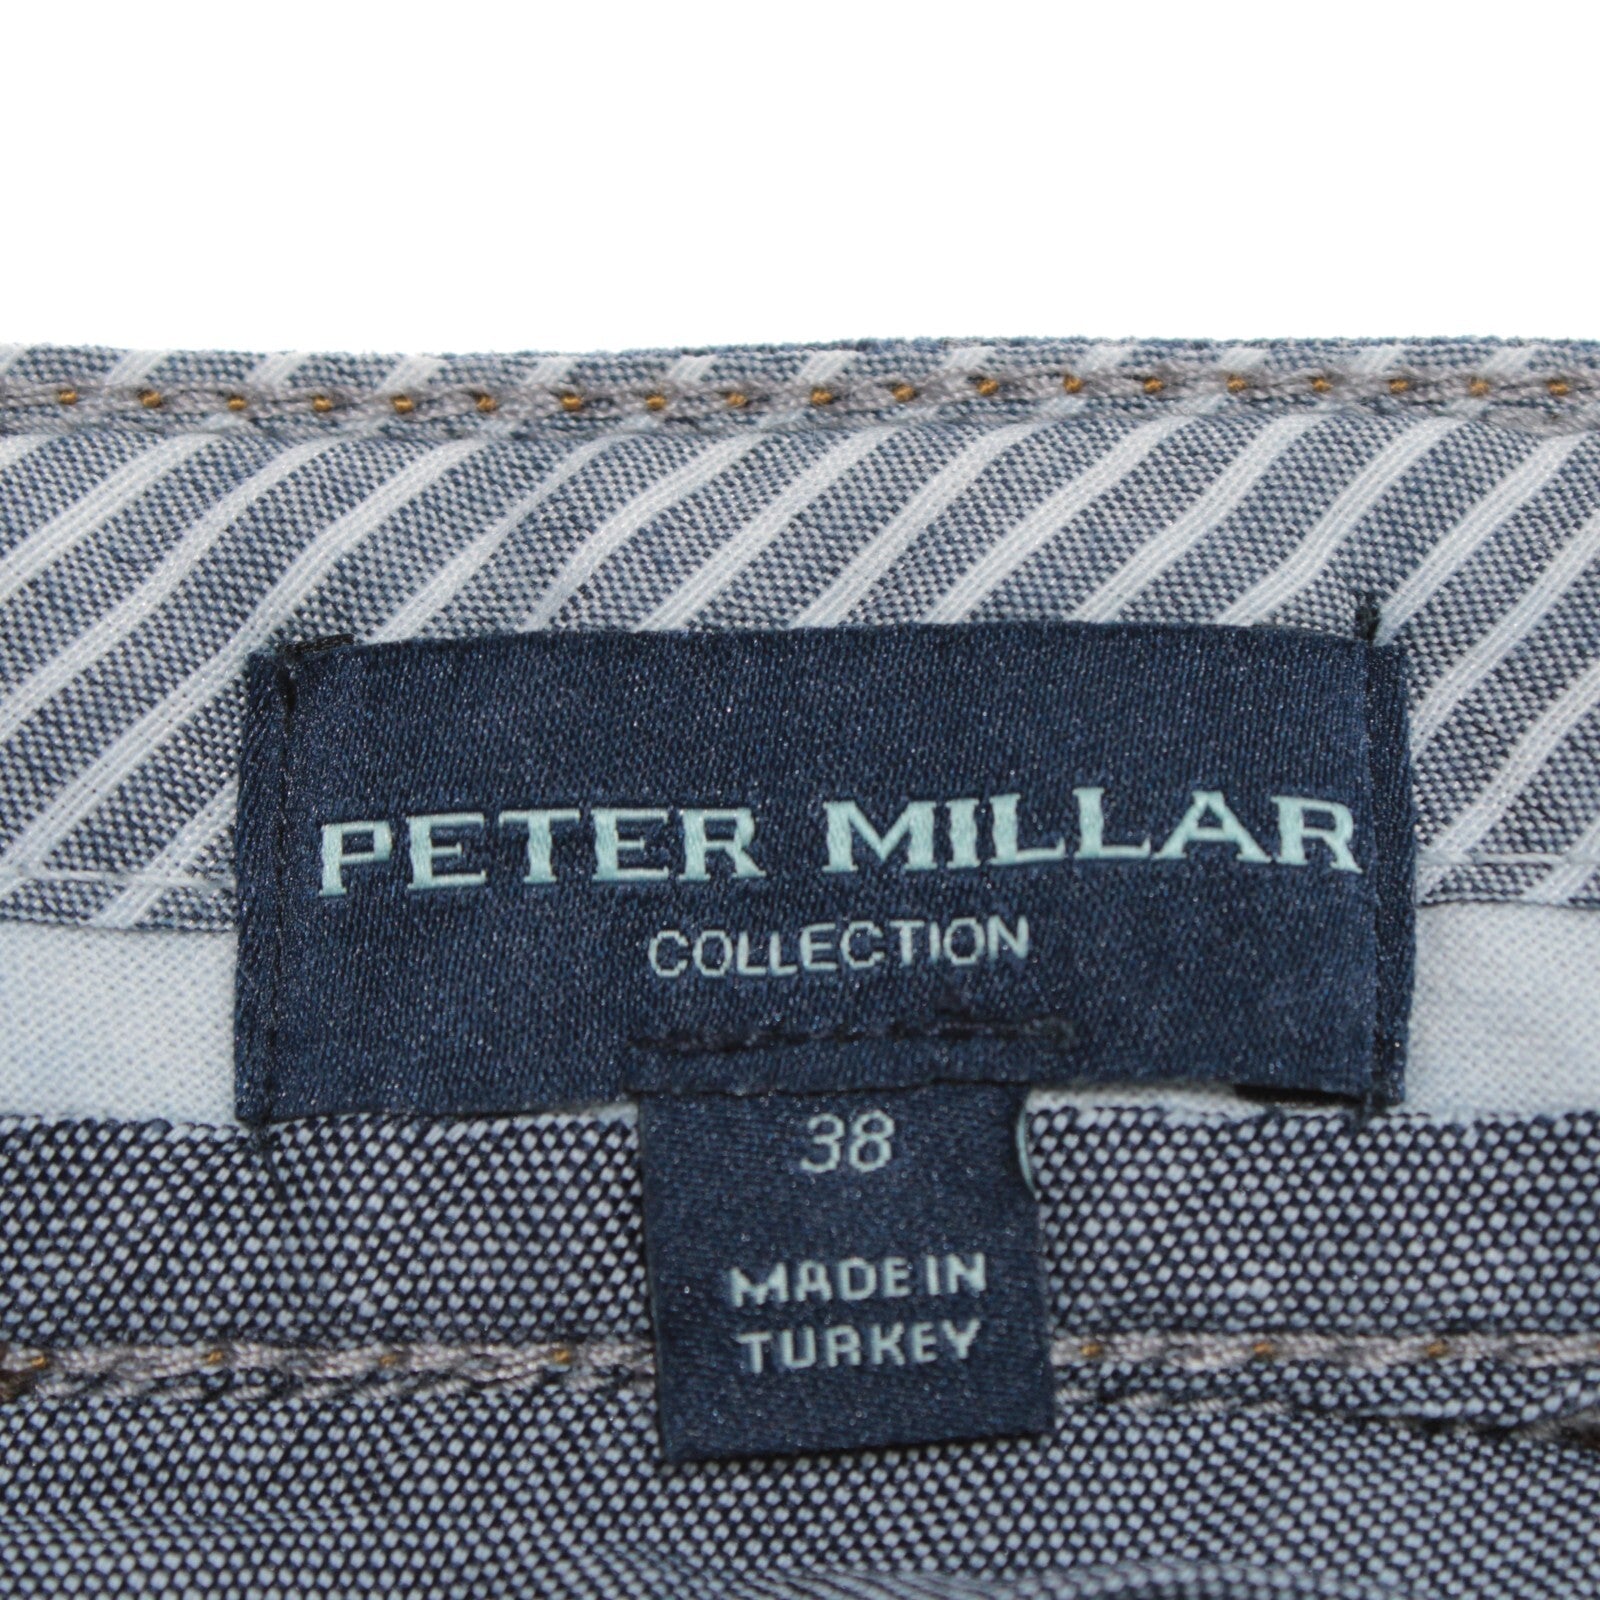 PETER MILLAR
COLLECTION
38
MADE IN
TURKEY